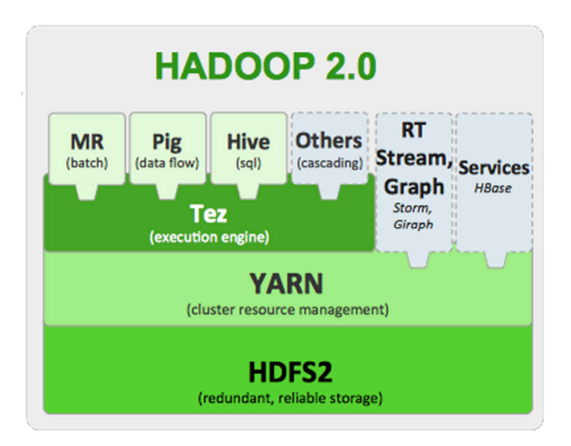 HADOOP 2.0
MR
(batch)
Pig
(data flow)
Hive
(sql)
Others
(cascading)
RT
Stream,
Graph
Storm,
Giraph
Services
HBase
Tez
(execution engine)
YARN
(cluster resource management)
HDFS2
(redundant, reliable storage)